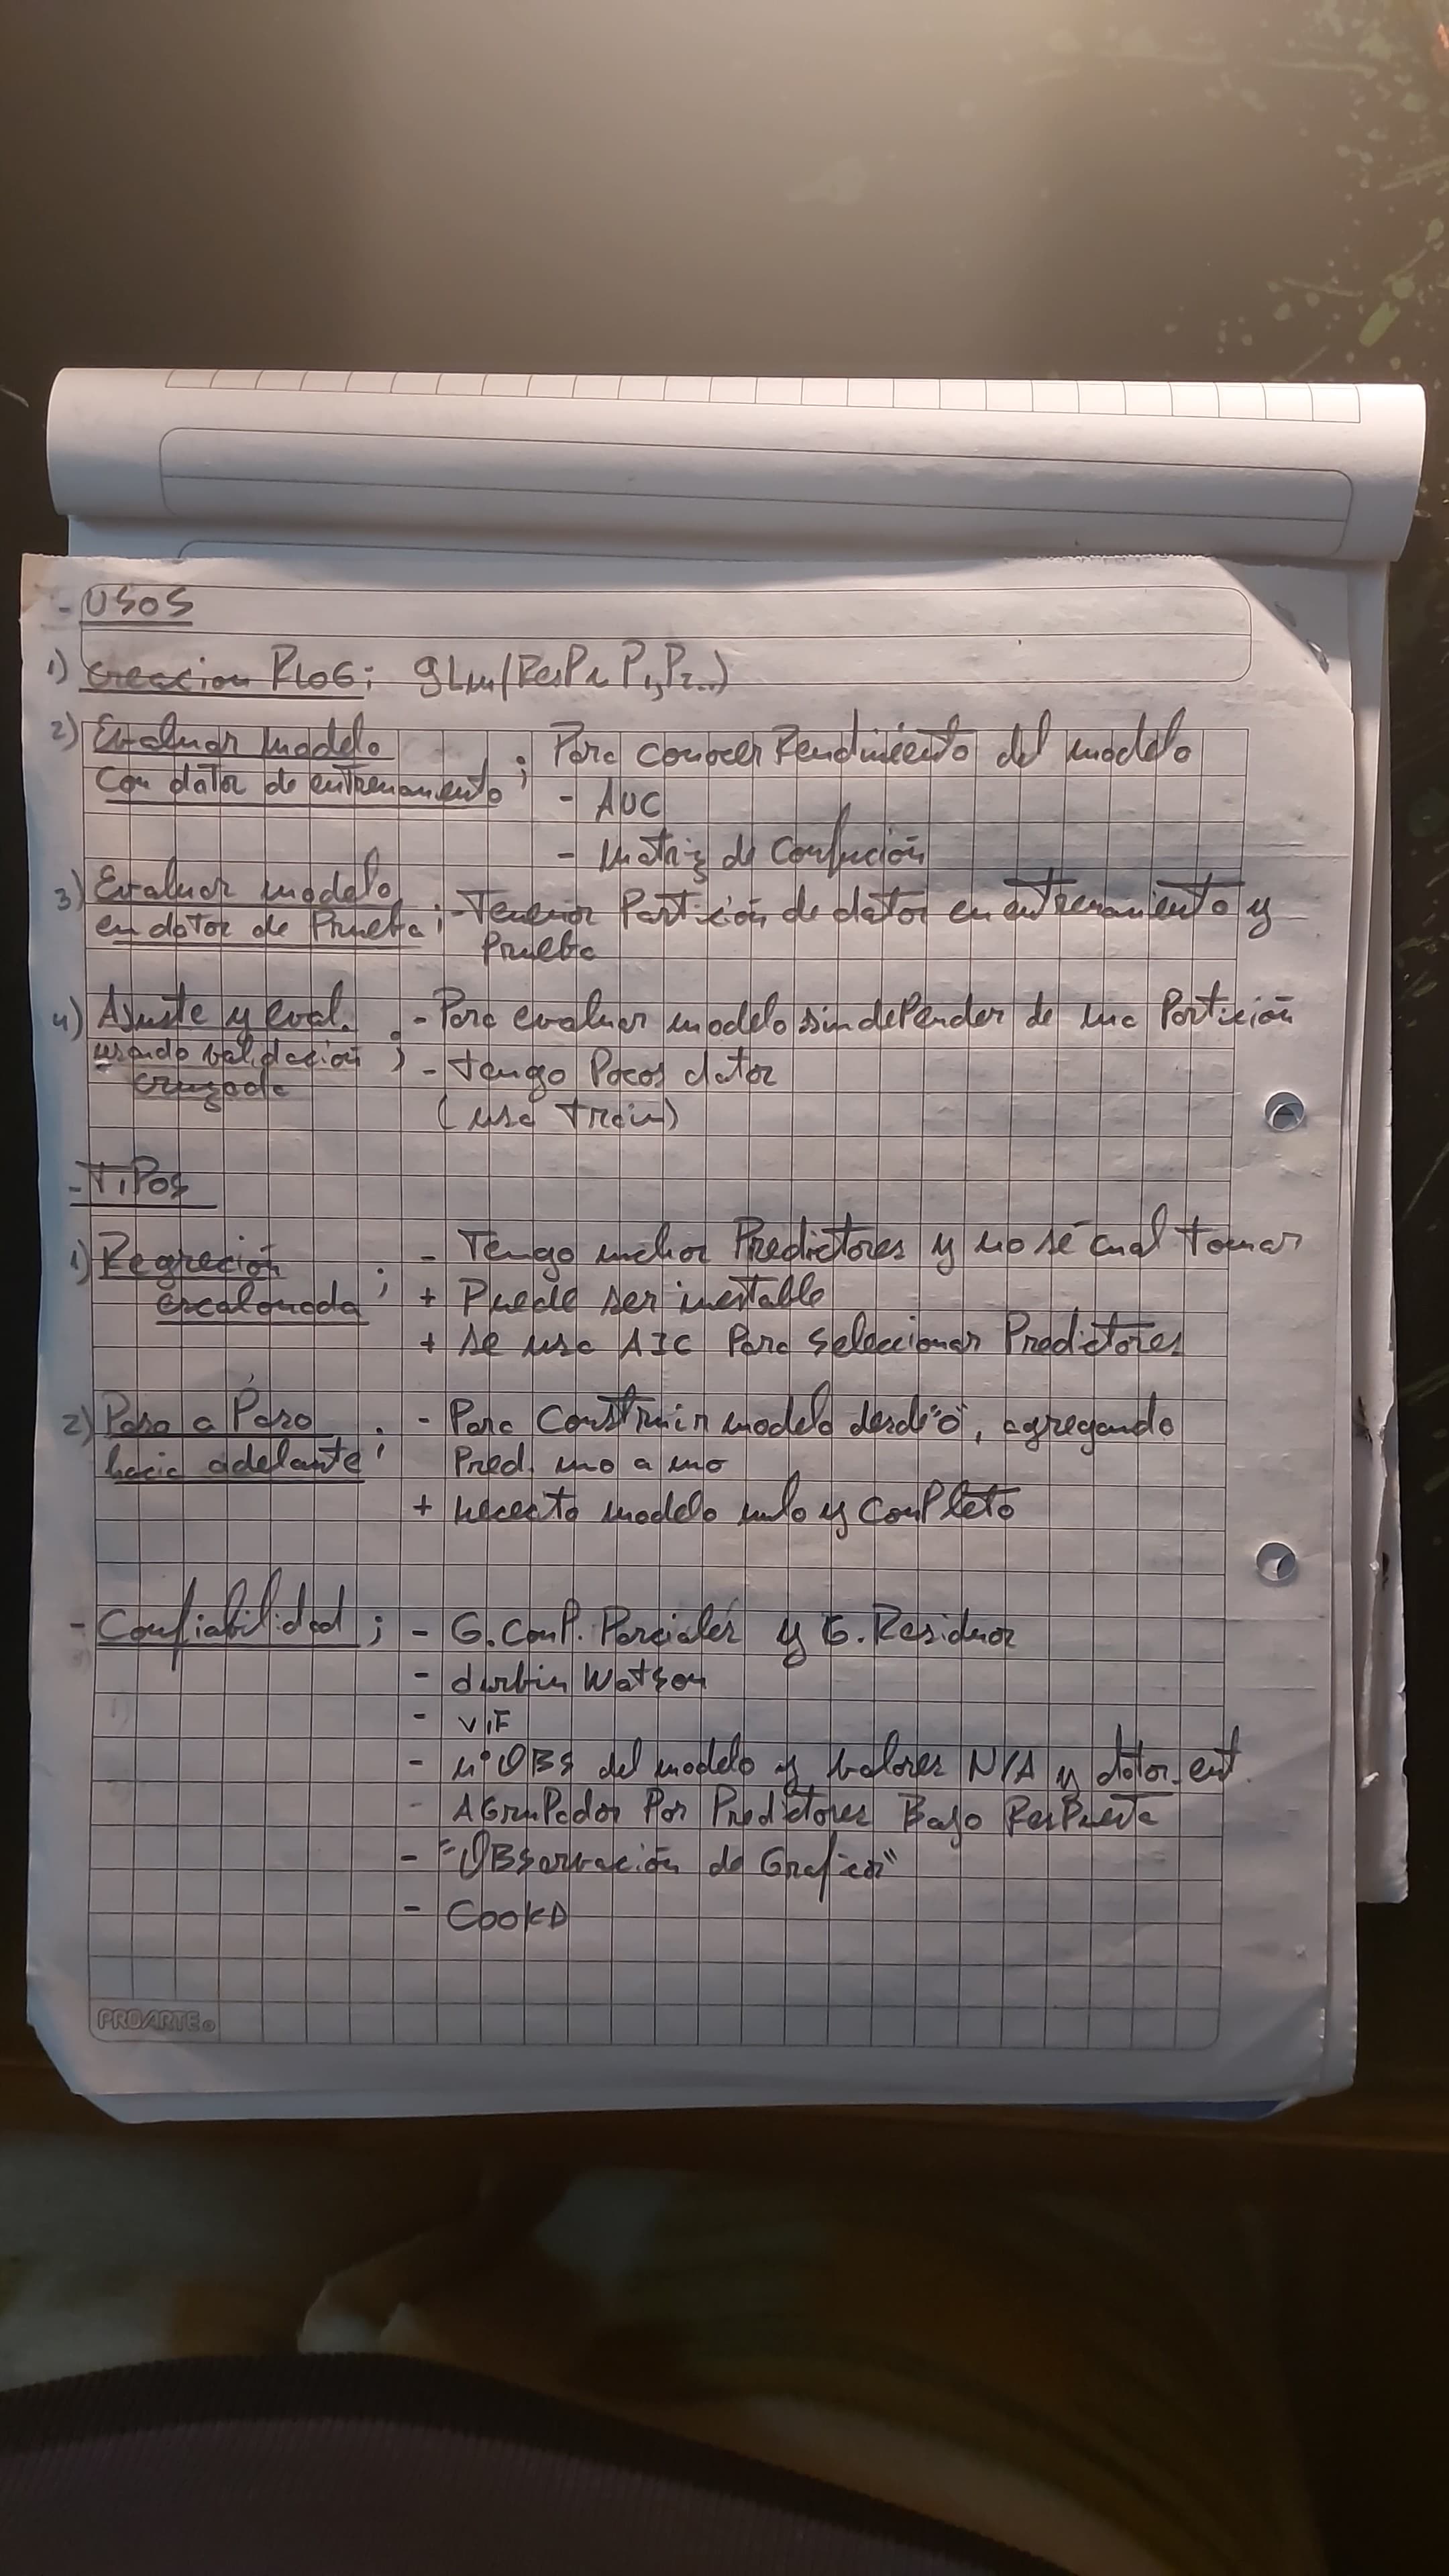 - USOS
1) Creacion RLOG; glm(Resp ~ P1, P2...)
2) Evaluar modelo ; Para conocer Rendimiento del modelo
con datos de entrenamiento - AUC
- Matriz de Confución
3) Evaluar modelo ; - Tener Partición de datos en entrenamiento y
en datos de Prueba Prueba
4) Ajuste y eval. ; - Para evaluar modelo sin depender de una Partición
usando validación - Tengo Pocos datos
cruzada (usa train)
- TiPos
1) Regresión ; - Tengo muchos Predictores y no sé cual tomar
escalonada + Puede ser inestable
+ se usa AIC Para seleccionar Predictores
2) Paso a Paso ; - Para Construir modelo desde "0", agregando
hacia adelante Pred. uno a uno
+ necesito modelo nulo y ComPleto
- Confiabilidad ; - G. ComP. Parciales y G. Residuos
- durbin Watson
- VIF
- n° OBS del modelo y valores N/A y datos ent.
- AGruPados Por Predictores Bajo ResPuesta
- "OBservación de Graficos"
- CookD
PROARTE